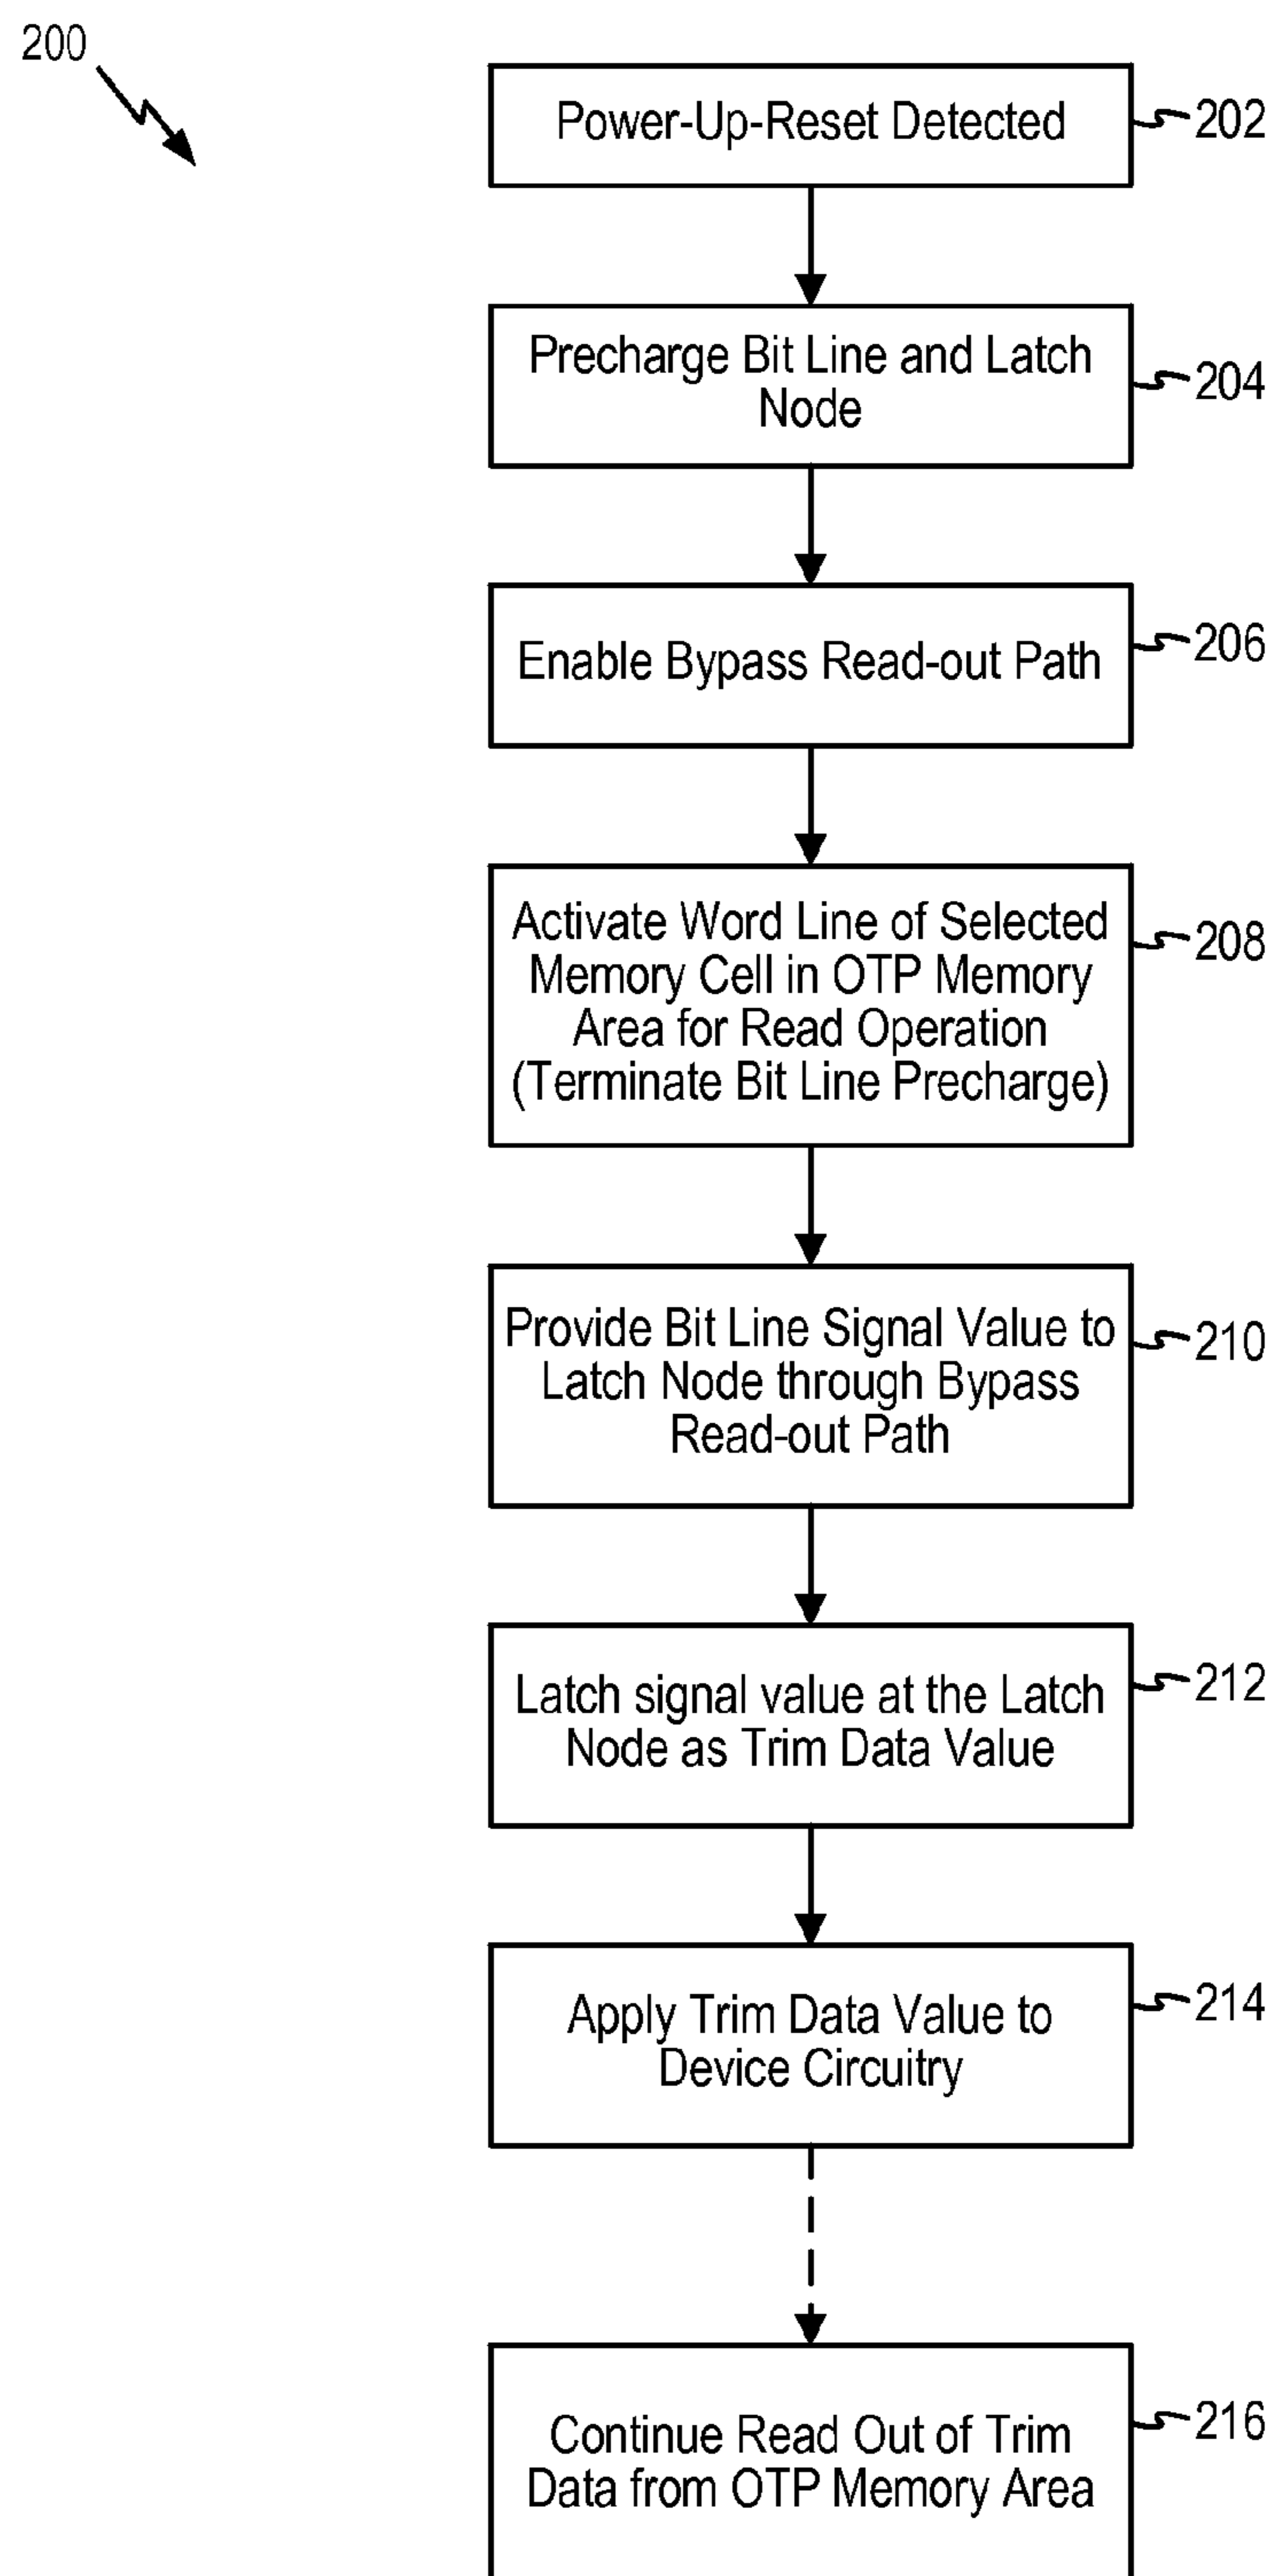 200
Power-Up-Reset Detected
202
Precharge Bit Line and Latch
Node
204
Enable Bypass Read-out Path
206
Activate Word Line of Selected
Memory Cell in OTP Memory
Area for Read Operation
(Terminate Bit Line Precharge)
208
Provide Bit Line Signal Value to
Latch Node through Bypass
Read-out Path
210
Latch signal value at the Latch
Node as Trim Data Value
212
Apply Trim Data Value to
Device Circuitry
214
Continue Read Out of Trim
Data from OTP Memory Area
216